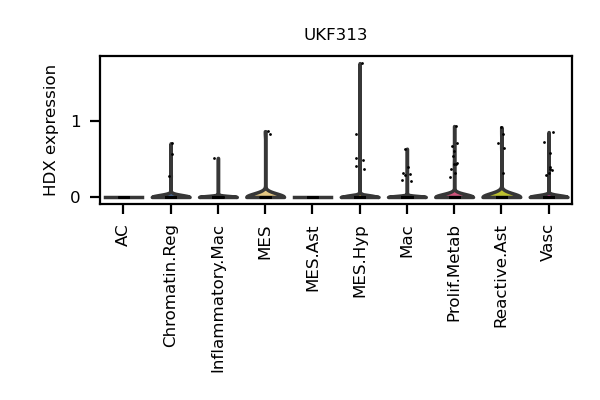 UKF313
HDX expression
1
0
AC
Chromatin.Reg
Inflammatory.Mac
MES
MES.Ast
MES.Hyp
Mac
Prolif.Metab
Reactive.Ast
Vasc